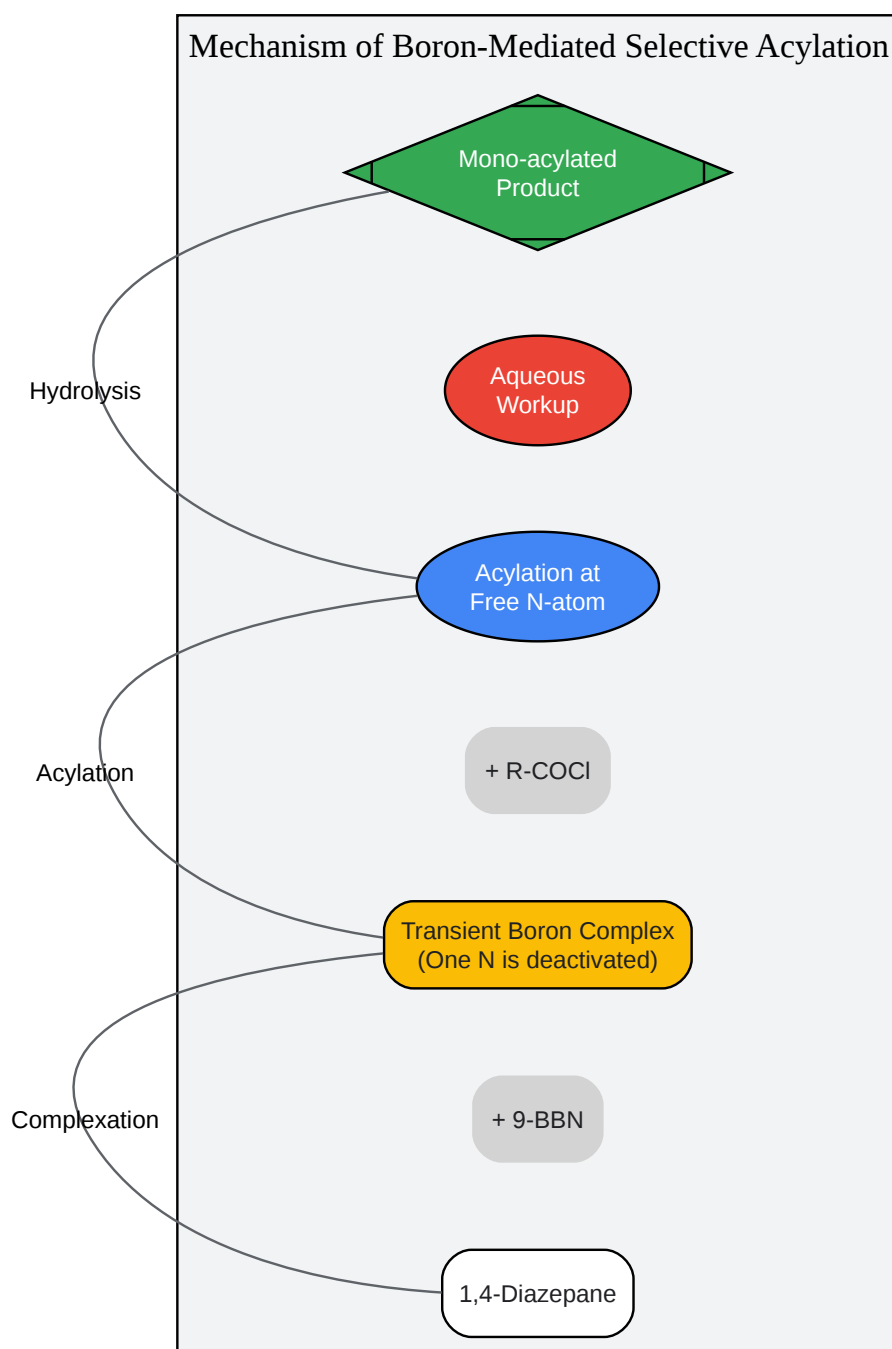 Mechanism of Boron-Mediated Selective Acylation
Mono-acylated
Product
Hydrolysis
Aqueous
Workup
Acylation at
Free N-atom
Acylation
+ R-COCl
Transient Boron Complex
(One N is deactivated)
Complexation
+ 9-BBN
1,4-Diazepane